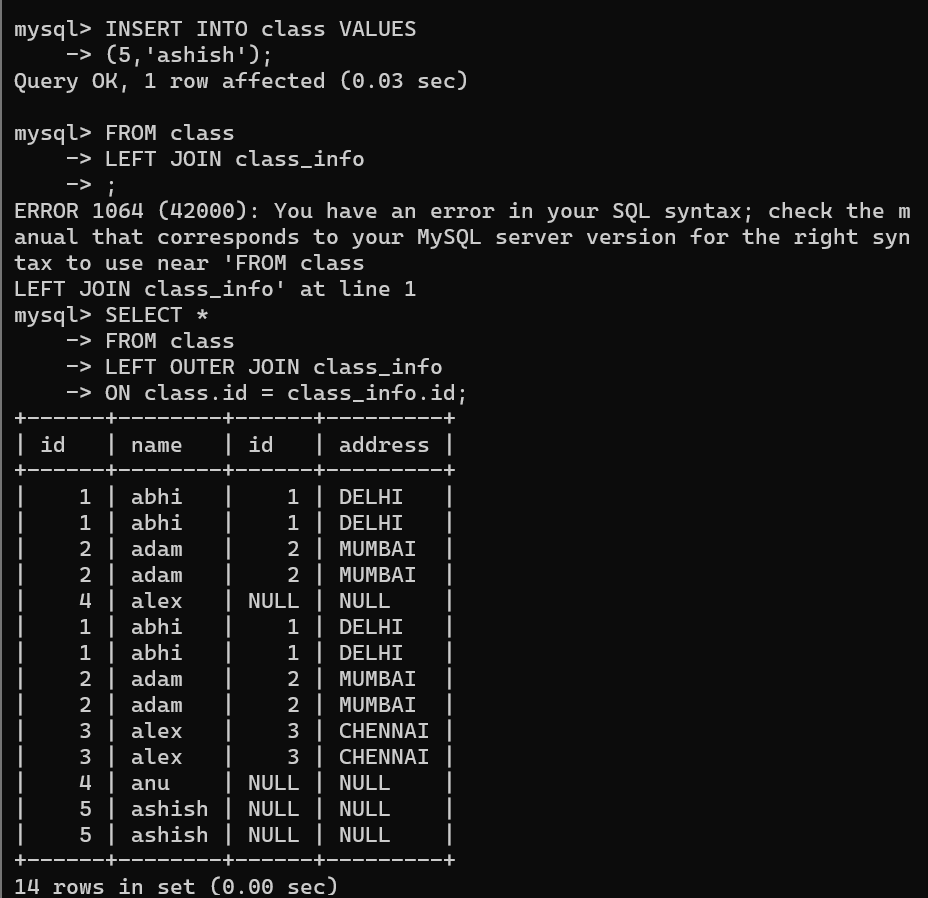 mysql> INSERT INTO class VALUES
    -> (5,'ashish');
Query OK, 1 row affected (0.03 sec)

mysql> FROM class
    -> LEFT JOIN class_info
    -> ;
ERROR 1064 (42000): You have an error in your SQL syntax; check the m
anual that corresponds to your MySQL server version for the right syn
tax to use near 'FROM class
LEFT JOIN class_info' at line 1
mysql> SELECT *
    -> FROM class
    -> LEFT OUTER JOIN class_info
    -> ON class.id = class_info.id;
+------+--------+------+---------+
| id   | name   | id   | address |
+------+--------+------+---------+
|    1 | abhi   |    1 | DELHI   |
|    1 | abhi   |    1 | DELHI   |
|    2 | adam   |    2 | MUMBAI  |
|    2 | adam   |    2 | MUMBAI  |
|    4 | alex   | NULL | NULL    |
|    1 | abhi   |    1 | DELHI   |
|    1 | abhi   |    1 | DELHI   |
|    2 | adam   |    2 | MUMBAI  |
|    2 | adam   |    2 | MUMBAI  |
|    3 | alex   |    3 | CHENNAI |
|    3 | alex   |    3 | CHENNAI |
|    4 | anu    | NULL | NULL    |
|    5 | ashish | NULL | NULL    |
|    5 | ashish | NULL | NULL    |
+------+--------+------+---------+
14 rows in set (0.00 sec)